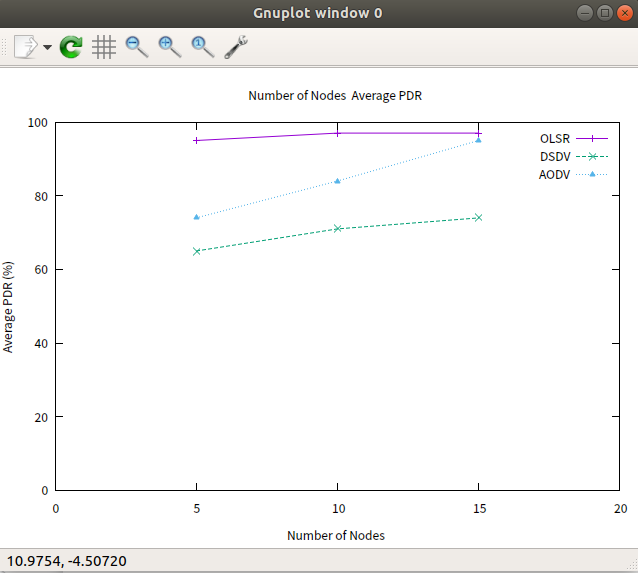 Gnuplot window 0
Number of Nodes  Average PDR
100
80
60
40
20
0
Average PDR (%)
OLSR
DSDV
AODV
0 5 10 15 20
Number of Nodes
10.9754, -4.50720